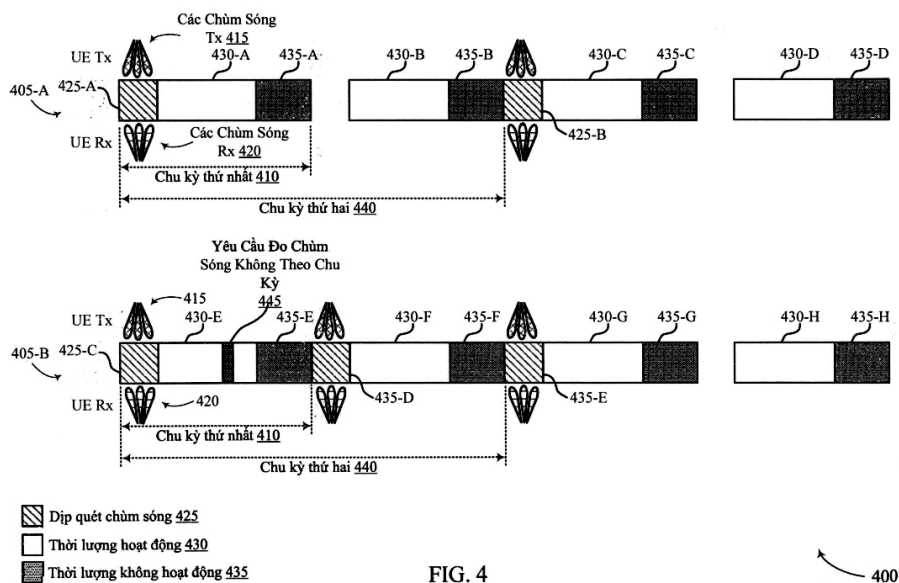 Các Chùm Sóng
Tx 415
UE Tx
430-A
435-A
430-B
435-B
430-C
435-C
430-D
435-D
405-A
425-A
425-B
UE Rx
Các Chùm Sóng
Rx 420
Chu kỳ thứ nhất 410
Chu kỳ thứ hai 440
Yêu Cầu Đo Chùm
Sóng Không Theo Chu
Kỳ
445
UE Tx
415
430-E
435-E
430-F
435-F
430-G
435-G
430-H
435-H
405-B
425-C
435-D
435-E
UE Rx
420
Chu kỳ thứ nhất 410
Chu kỳ thứ hai 440
Dịp quét chùm sóng 425
Thời lượng hoạt động 430
Thời lượng không hoạt động 435
FIG. 4
400